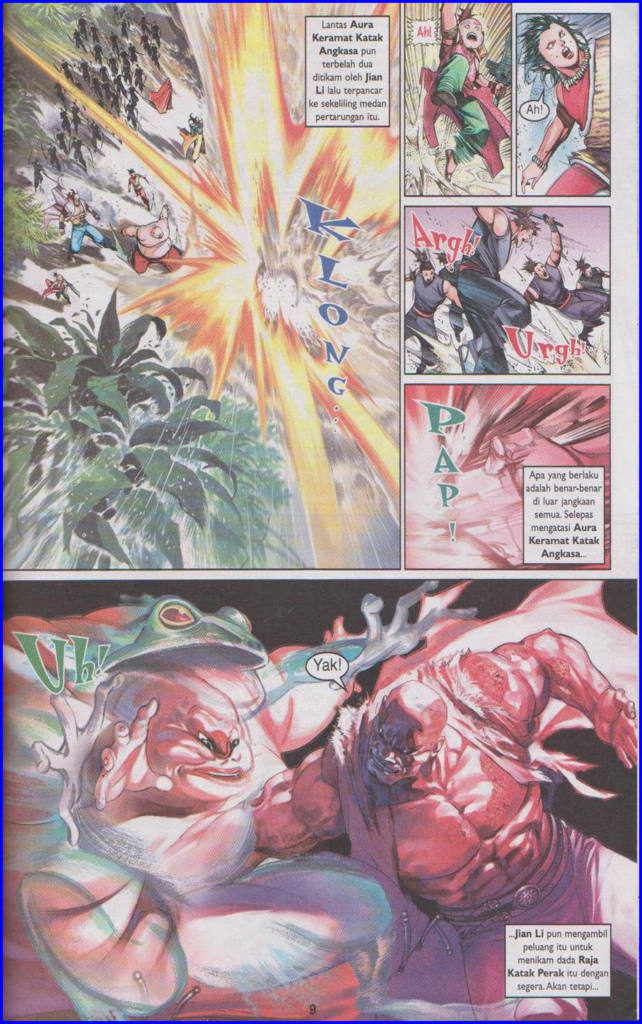 Lantas Aura
Keramat Katak
Angkasa pun
terbelah dua
ditikam oleh Jian
Li lalu terpancar
ke sekeliling medan
pertarungan itu.
KLONG...
Ah!
Ah!
Argh!
Urgh!
PAP!
Apa yang berlaku
adalah benar-benar
di luar jangkaan
semua. Selepas
mengatasi Aura
Keramat Katak
Angkasa...
Uh!
Yak!
...Jian Li pun mengambil
peluang itu untuk
menikam dada Raja
Katak Perak itu dengan
segera. Akan tetapi...
9